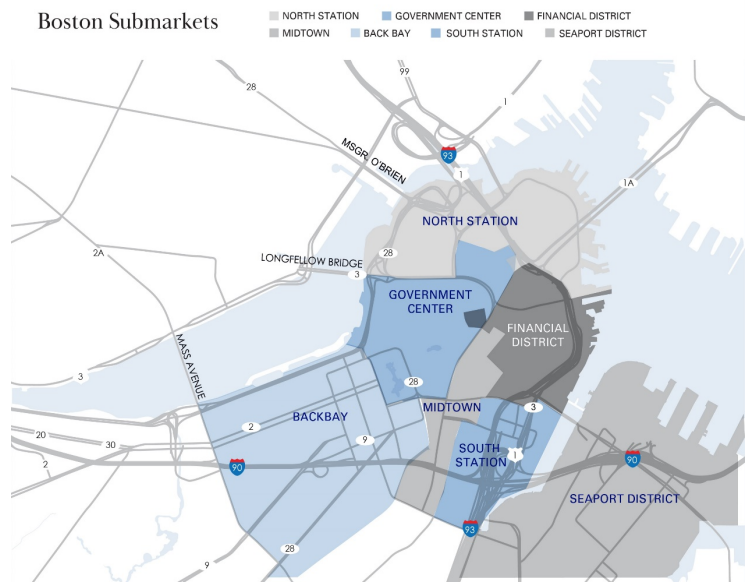 Boston Submarkets
NORTH STATION GOVERNMENT CENTER FINANCIAL DISTRICT
MIDTOWN BACK BAY SOUTH STATION SEAPORT DISTRICT
99
28
1
MSGR. O'BRIEN
93
1
1A
NORTH STATION
2A
28
LONGFELLOW BRIDGE
3
GOVERNMENT
CENTER
FINANCIAL
DISTRICT
MASS AVENUE
3
28
MIDTOWN
3
BACKBAY
2
9
20
30
2
90
SOUTH
STATION
1
90
SEAPORT DISTRICT
93
28
9